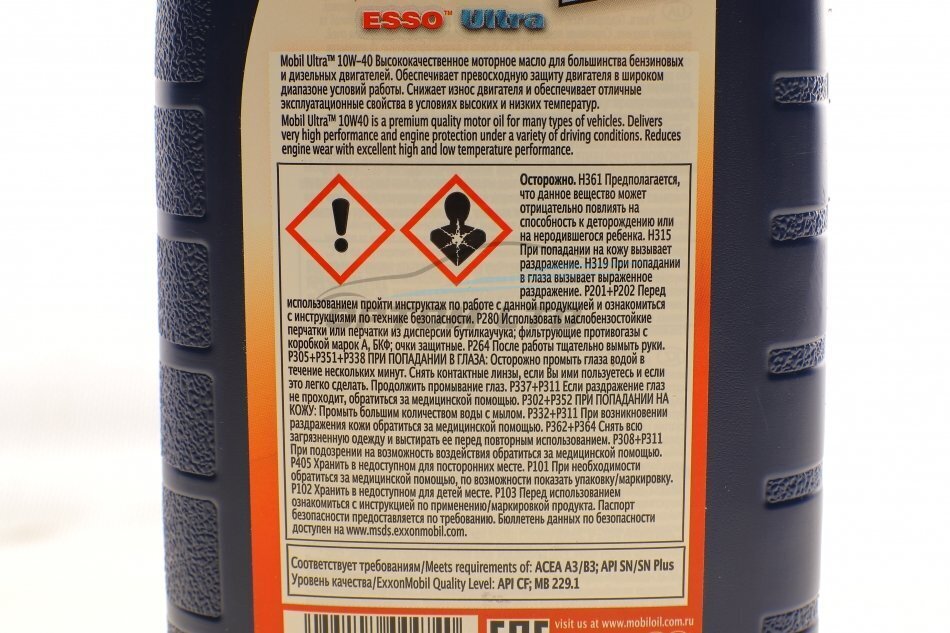 ESSO™ Ultra
Mobil Ultra™ 10W–40 Высококачественное моторное масло для большинства бензиновых
и дизельных двигателей. Обеспечивает превосходную защиту двигателя в широком
диапазоне условий работы. Снижает износ двигателя и обеспечивает отличные
эксплуатационные свойства в условиях высоких и низких температур.
Mobil Ultra™ 10W40 is a premium quality motor oil for many types of vehicles. Delivers
very high performance and engine protection under a variety of driving conditions. Reduces
engine wear with excellent high and low temperature performance.
Осторожно. H361 Предполагается,
что данное вещество может
отрицательно повлиять на
способность к деторождению или
на неродившегося ребенка. H315
При попадании на кожу вызывает
раздражение. H319 При попадании
в глаза вызывает выраженное
раздражение. P201+P202 Перед
использованием пройти инструктаж по работе с данной продукцией и ознакомиться
с инструкциями по технике безопасности. P280 Использовать маслобензостойкие
перчатки или перчатки из дисперсии бутилкаучука; фильтрующие противогазы с
коробкой марок А, БКФ; очки защитные. P264 После работы тщательно вымыть руки.
P305+P351+P338 ПРИ ПОПАДАНИИ В ГЛАЗА: Осторожно промыть глаза водой в
течение нескольких минут. Снять контактные линзы, если Вы ими пользуетесь и если
это легко сделать. Продолжить промывание глаз. P337+P311 Если раздражение глаз
не проходит, обратиться за медицинской помощью. P302+P352 ПРИ ПОПАДАНИИ НА
КОЖУ: Промыть большим количеством воды с мылом. P332+P311 При возникновении
раздражения кожи обратиться за медицинской помощью. P362+P364 Снять всю
загрязненную одежду и выстирать ее перед повторным использованием. P308+P311
При подозрении на возможность воздействия обратиться за медицинской помощью.
P405 Хранить в недоступном для посторонних месте. P101 При необходимости
обратиться за медицинской помощью, по возможности показать упаковку/маркировку.
P102 Хранить в недоступном для детей месте. P103 Перед использованием
ознакомиться с инструкцией по применению/маркировкой продукта. Паспорт
безопасности предоставляется по требованию. Бюллетень данных по безопасности
доступен на www.msds.exxonmobil.com.
Соответствует требованиям/Meets requirements of: ACEA A3/B3; API SN/SN Plus
Уровень качества/ExxonMobil Quality Level: API CF; MB 229.1
visit us at www.mobiloil.com.ru